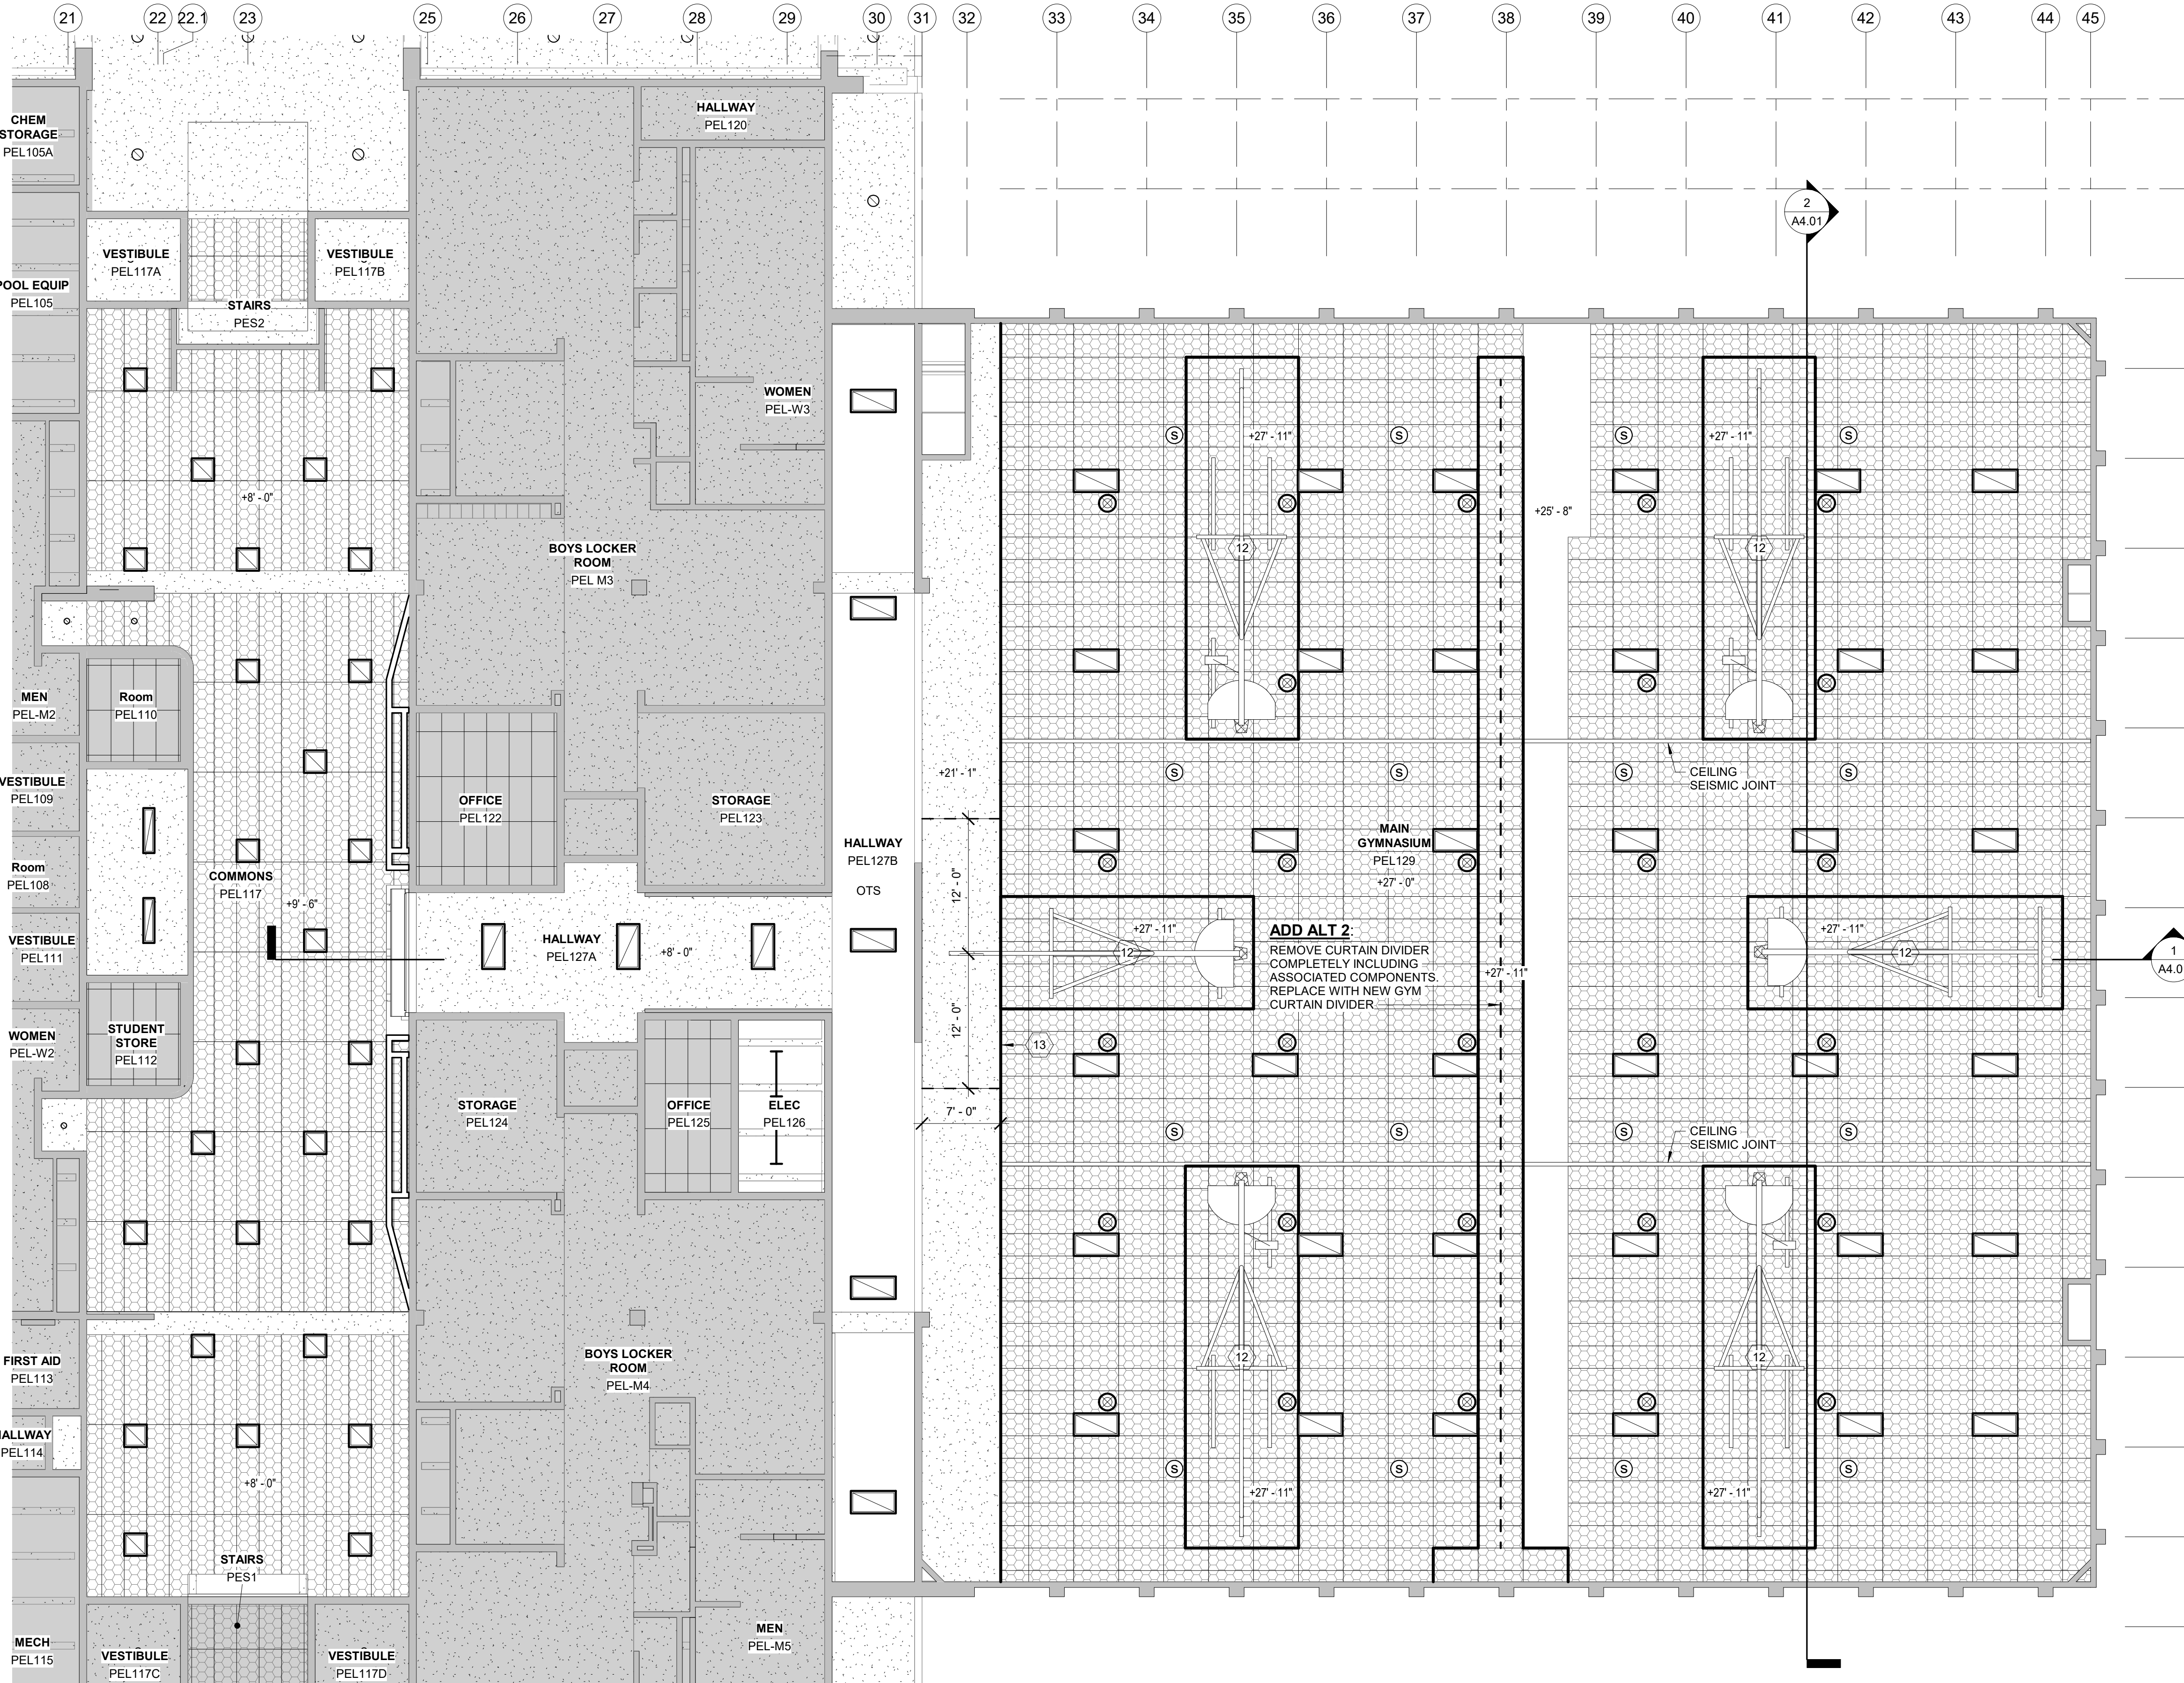 21
22
22.1
23
25
26
27
28
29
30
31
32
33
34
35
36
37
38
39
40
41
42
43
44
45
CHEM
STORAGE
PEL105A
HALLWAY
PEL120
2
A4.01
VESTIBULE
PEL117A
VESTIBULE
PEL117B
POOL EQUIP
PEL105
STAIRS
PES2
WOMEN
PEL-W3
S
S
S
S
+27' - 11"
+27' - 11"
+8' - 0"
+25' - 8"
BOYS LOCKER
ROOM
PEL M3
12
12
MEN
PEL-M2
Room
PEL110
VESTIBULE
PEL109
OFFICE
PEL122
STORAGE
PEL123
+21' - 1"
S
S
S
S
CEILING
SEISMIC JOINT
MAIN
GYMNASIUM
PEL129
+27' - 0"
HALLWAY
PEL127B
OTS
Room
PEL108
COMMONS
PEL117
+9' - 6"
12' - 0"
12' - 0"
VESTIBULE
PEL111
HALLWAY
PEL127A
+8' - 0"
+27' - 11"
12
ADD ALT 2:
REMOVE CURTAIN DIVIDER
COMPLETELY INCLUDING
ASSOCIATED COMPONENTS.
REPLACE WITH NEW GYM
CURTAIN DIVIDER
+27' - 11"
+27' - 11"
12
1
A4.0
WOMEN
PEL-W2
STUDENT
STORE
PEL112
13
STORAGE
PEL124
OFFICE
PEL125
ELEC
PEL126
7' - 0"
S
S
S
S
CEILING
SEISMIC JOINT
FIRST AID
PEL113
BOYS LOCKER
ROOM
PEL-M4
12
12
HALLWAY
PEL114
+8' - 0"
S
S
S
S
+27' - 11"
+27' - 11"
STAIRS
PES1
MECH
PEL115
VESTIBULE
PEL117C
VESTIBULE
PEL117D
MEN
PEL-M5